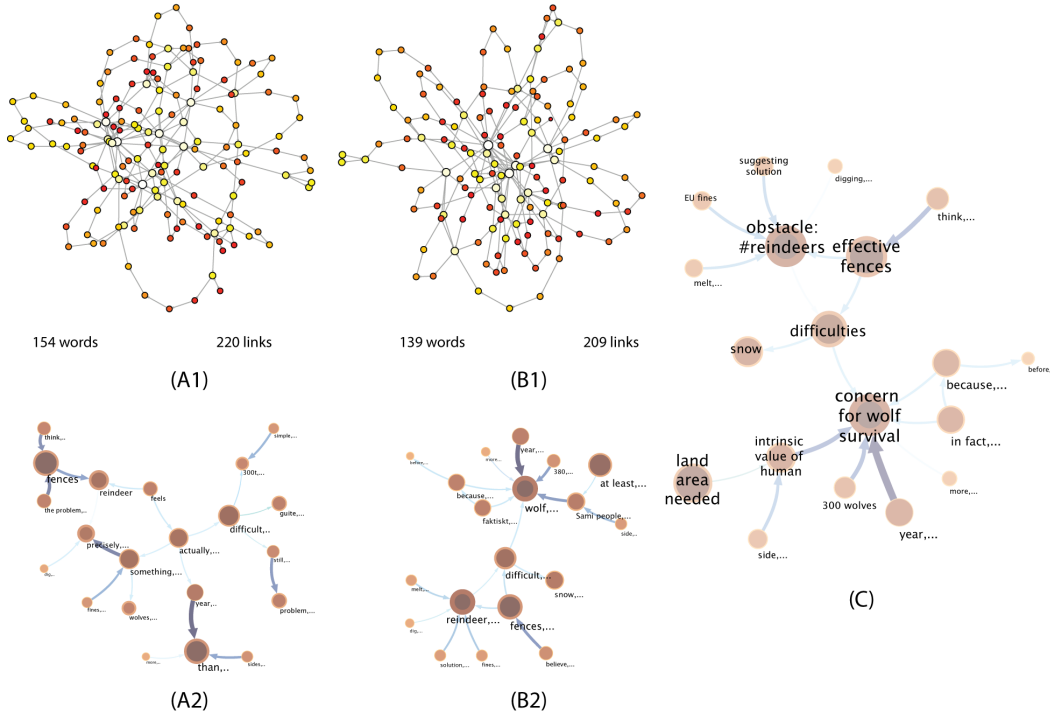 154 words
220 links
(A1)
139 words
209 links
(B1)
think,..
fences
reindeer
the problem,..
feels
simple,...
300t,...
guite,...
difficult,..
precisely,...
actually,...
something,...
still,...
fines,...
wolves,...
year,..
problem,...
more...
than,..
sides,..
(A2)
year,...
more...
before...
380,...
at least,...
because,...
wolf,...
faktiskt,...
Sami people,...
side,..
difficult,...
snow,...
melt,...
reindeer,...
fences,...
dig,...
solution,...
fines,...
believe,...
(B2)
suggesting
solution
digging,...
EU fines
think,...
obstacle:
#reindeers
effective
fences
melt,...
difficulties
snow
before,
because,...
concern
for wolf
survival
in fact,...
intrinsic
value of
human
land
area
needed
more,...
300 wolves
year,...
side,...
(C)